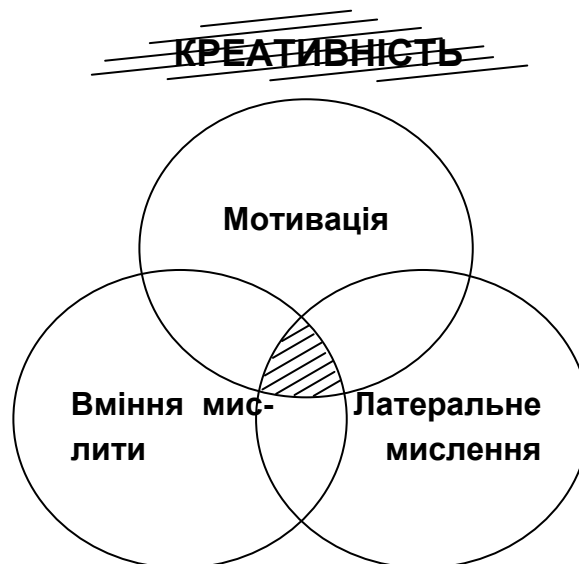 КРЕАТИВНІСТЬ
Мотивація
Вміння мис-
лити
Латеральне
мислення